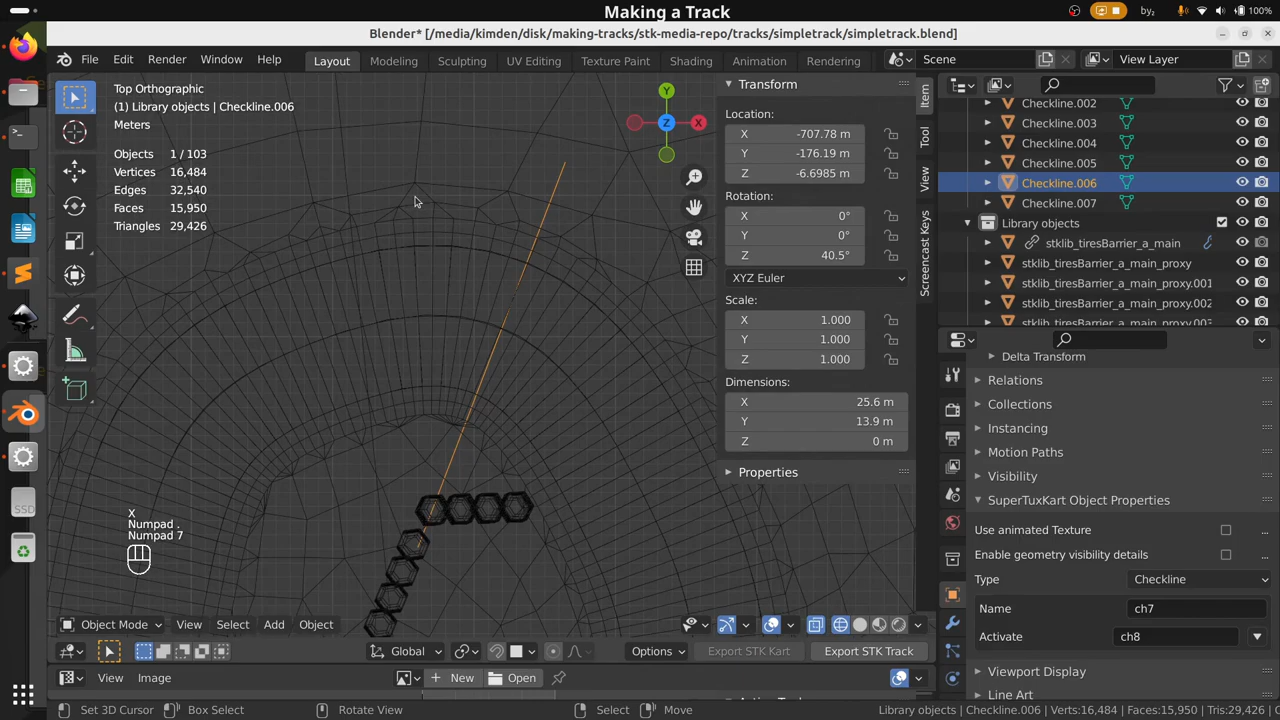 Making a Track
by₂
100%
Blender* [/media/kimden/disk/making-tracks/stk-media-repo/tracks/simpletrack/simpletrack.blend]
File Edit Render Window Help Layout Modeling Sculpting UV Editing Texture Paint Shading Animation Rendering Scene View Layer
Top Orthographic
(1) Library objects | Checkline.006
Meters
Objects 1 / 103
Vertices 16,484
Edges 32,540
Faces 15,950
Triangles 29,426
Y
Z
X
X
Numpad .
Numpad 7
Transform
Location:
X -707.78 m
Y -176.19 m
Z -6.6985 m
Rotation:
X 0°
Y 0°
Z 40.5°
XYZ Euler
Scale:
X 1.000
Y 1.000
Z 1.000
Dimensions:
X 25.6 m
Y 13.9 m
Z 0 m
Properties
Item
Tool
View
Screencast Keys
Checkline.002
Checkline.003
Checkline.004
Checkline.005
Checkline.006
Checkline.007
Library objects
stklib_tiresBarrier_a_main
stklib_tiresBarrier_a_main_proxy
stklib_tiresBarrier_a_main_proxy.001
stklib_tiresBarrier_a_main_proxy.002
stklib_tiresBarrier_a_main_proxy.003
Delta Transform
Relations
Collections
Instancing
Motion Paths
Visibility
SuperTuxKart Object Properties
Use animated Texture ...
Enable geometry visibility details ...
Type Checkline
Name ch7
Activate ch8
Viewport Display
Line Art
Object Mode View Select Add Object
Global Options Export STK Kart Export STK Track
View Image New Open
SSD
Set 3D Cursor Box Select Rotate View Select Move Library objects | Checkline.006 | Verts:16,484 | Faces:15,950 | Tris:29,426